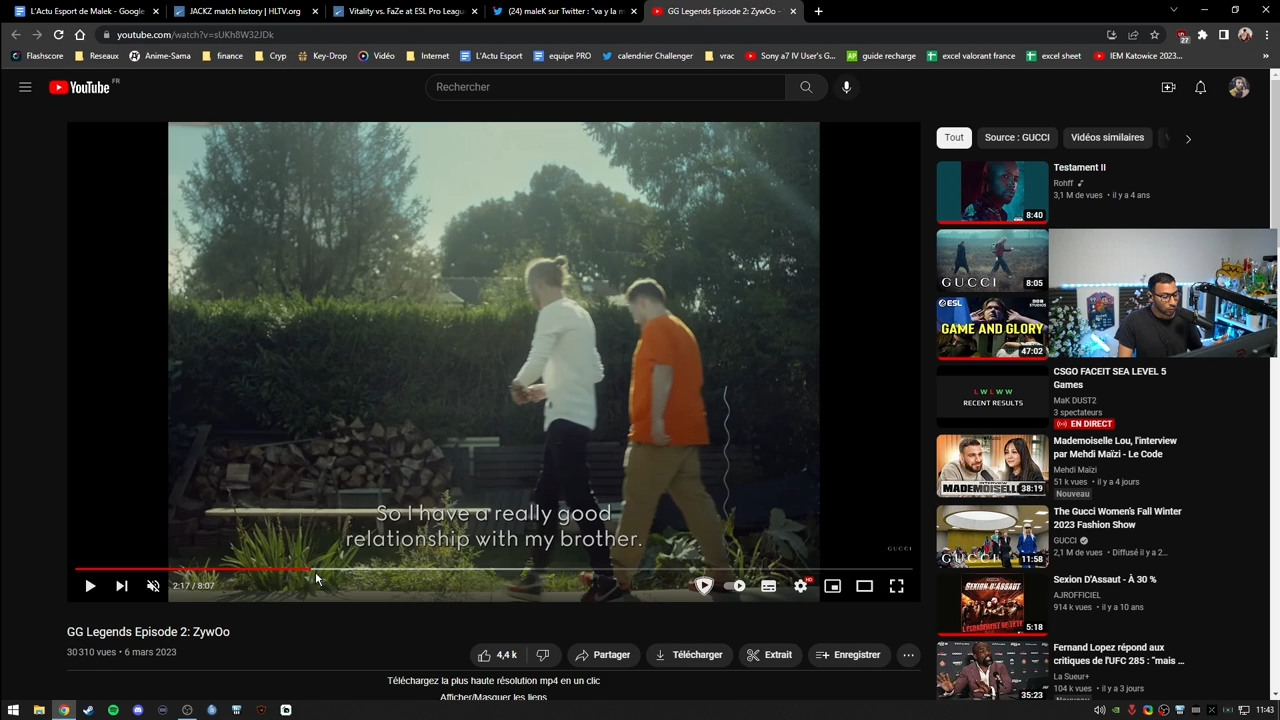 L'Actu Esport de maleK - Google
JACKZ match history | HLTV.org
Vitality vs. FaZe at ESL Pro Leag
(24) maleK sur Twitter : "va y la m
GG Legends Episode 2: ZywOo -
youtube.com/watch?v=sUKh8W32JDk
27
Flashscore
Reseaux
Anime-Sama
finance
Cryp
Key-Drop
Vidéo
Internet
L'Actu Esport
equipe PRO
calendrier Challenger
vrac
Sony a7 IV User's G...
guide recharge
excel valorant france
excel sheet
IEM Katowice 2023...
YouTube FR
Rechercher
Tout
Source : GUCCI
Vidéos similaires
Testament II
Rohff
3,1 M de vues • il y a 4 ans
8:40
GUCCI
8:05
ESL
BBC STUDIOS
GAME AND GLORY
47:02
CSGO FACEIT SEA LEVEL 5
Games
MaK DUST2
3 spectateurs
EN DIRECT
L W L W W
RECENT RESULTS
Mademoiselle Lou, l'interview
par Mehdi Maïzi - Le Code
Mehdi Maïzi
51 k vues • il y a 4 jours
Nouveau
INTERVIEW
MADEMOISELL
38:19
The Gucci Women's Fall Winter
2023 Fashion Show
GUCCI
2,1 M de vues • Diffusé il y a 2...
GUCCI
11:58
Sexion D'Assaut - À 30 %
AJROFFICIEL
914 k vues • il y a 10 ans
SEXION-D'ASSAUT
L'ECRASEMENT DE TETE
5:18
Fernand Lopez répond aux
critiques de l'UFC 285 : "mais ...
La Sueur+
104 k vues • il y a 3 jours
35:23
Nouveau
So I have a really good
relationship with my brother.
GUCCI
2:17 / 8:07
HD
GG Legends Episode 2: ZywOo
30 310 vues • 6 mars 2023
4,4 k
Partager
Télécharger
Extrait
Enregistrer
Téléchargez la plus haute résolution mp4 en un clic
Afficher/Masquer les liens
11:43